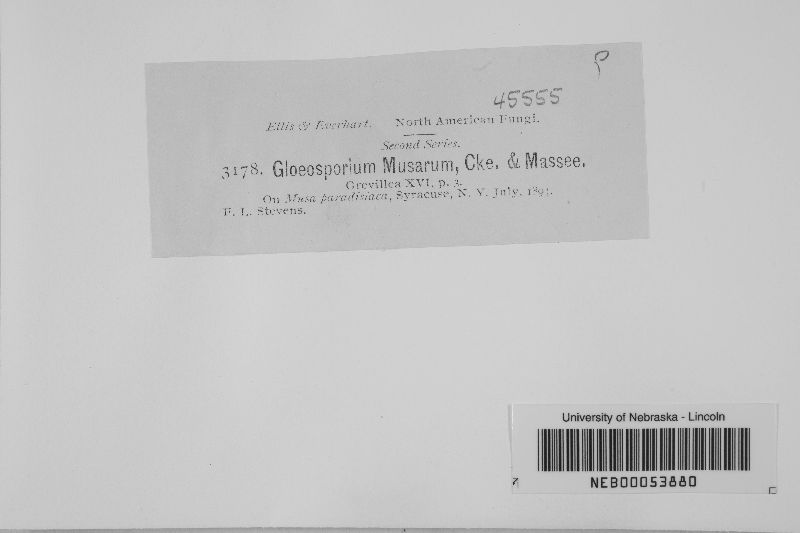 P
45555
Ellis & Everhart. North American Fungi.
Second Series.
3178. Gloeosporium Musarum, Cke. & Massee.
Grevillea XVI, p. 3.
On Musa paradisiaca, Syracuse, N. Y. July,
F. L. Stevens.
University of Nebraska - Lincoln
NEB00053880